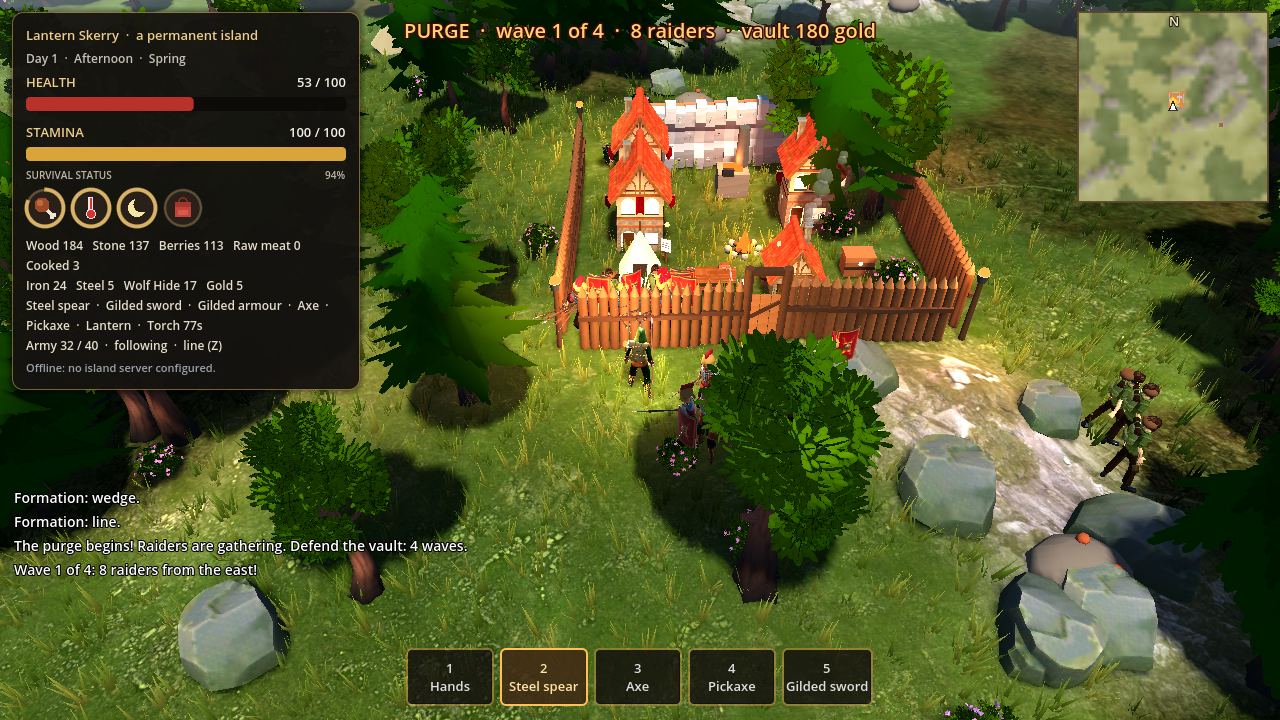 Lantern Skerry · a permanent island
Day 1 · Afternoon · Spring
HEALTH 53 / 100
STAMINA 100 / 100
SURVIVAL STATUS 94%
Wood 184 Stone 137 Berries 113 Raw meat 0
Cooked 3
Iron 24 Steel 5 Wolf Hide 17 Gold 5
Steel spear · Gilded sword · Gilded armour · Axe ·
Pickaxe · Lantern · Torch 77s
Army 32 / 40 · following · line (Z)
Offline: no island server configured.
PURGE · wave 1 of 4 · 8 raiders · vault 180 gold
N
Formation: wedge.
Formation: line.
The purge begins! Raiders are gathering. Defend the vault: 4 waves.
Wave 1 of 4: 8 raiders from the east!
1 2 3 4 5
Hands Steel spear Axe Pickaxe Gilded sword